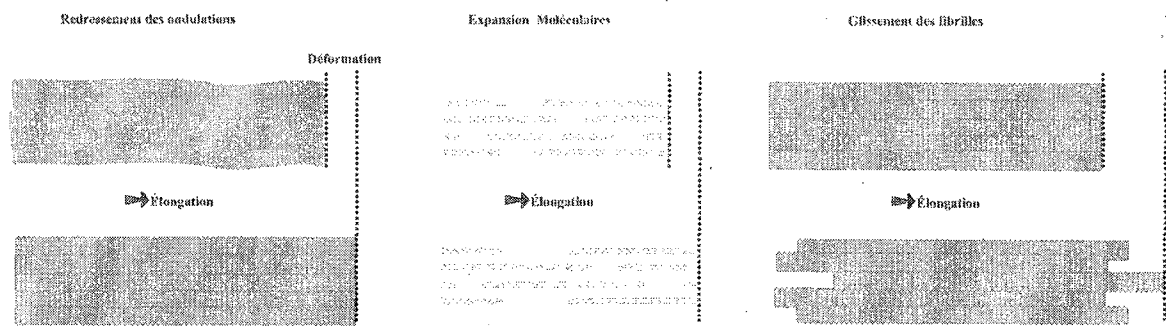 Redressement des ondulations
Expansion Moléculaires
Glissement des fibrilles
Déformation
Élongation
Élongation
Élongation